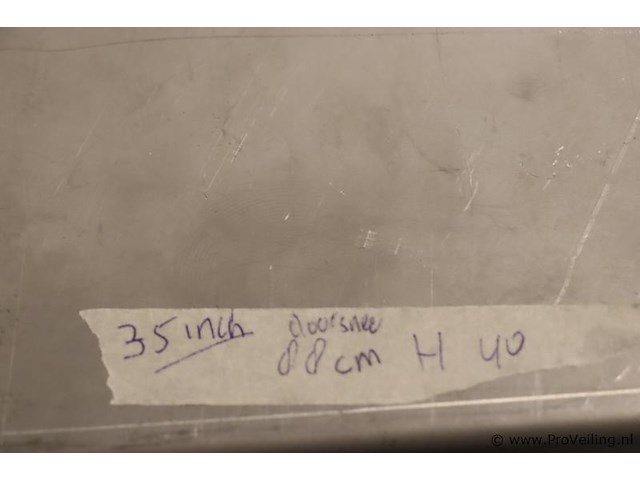 35 inch doorsnee
88 cm H 40
© www.ProVeiling.nl